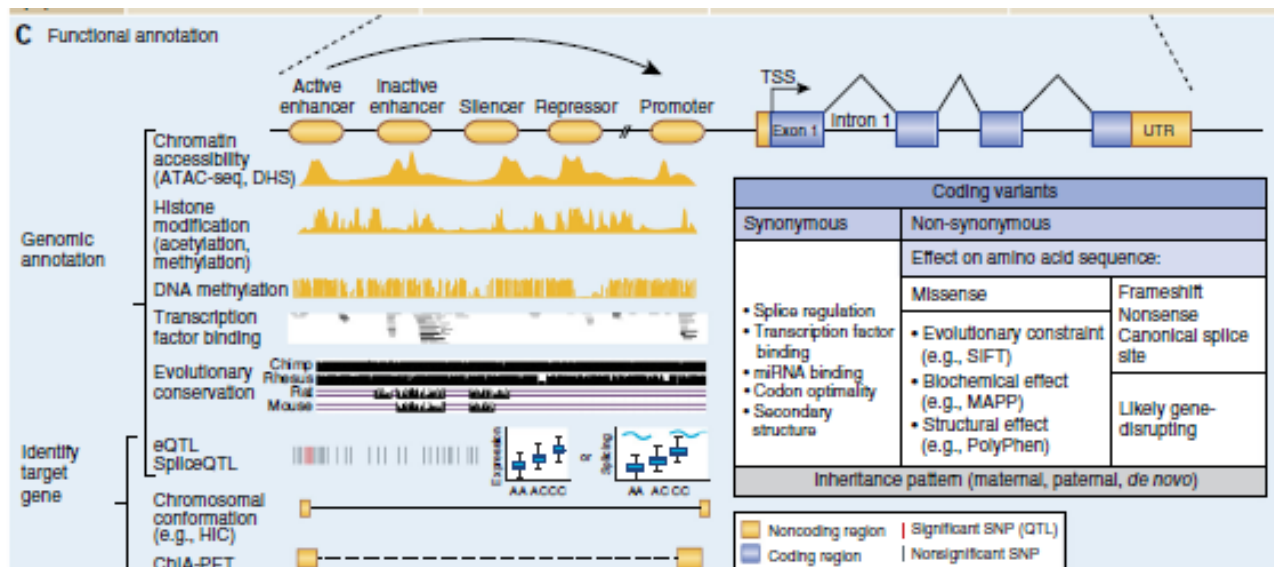 C Functional annotation
Active enhancer
Inactive enhancer
Silencer
Repressor
Promoter
//
TSS
Exon 1
Intron 1
UTR
Genomic annotation
Chromatin
accessibility
(ATAC-seq, DHS)
Histone
modification
(acetylation,
methylation)
DNA methylation
Transcription
factor binding
Evolutionary
conservation
Chimp
Rhesus
Rat
Mouse
Identify
target
gene
eQTL
SpliceQTL
Expression
AA ACCC
or
Splicing
AA AC CC
Chromosomal
conformation
(e.g., HIC)
ChIA-PET
Coding variants
Synonymous
Non-synonymous
Effect on amino acid sequence:
• Splice regulation
• Transcription factor
binding
• miRNA binding
• Codon optimality
• Secondary
structure
Missense
• Evolutionary constraint
(e.g., SIFT)
• Biochemical effect
(e.g., MAPP)
• Structural effect
(e.g., PolyPhen)
Frameshift
Nonsense
Canonical splice
site
Likely gene-
disrupting
Inheritance pattern (maternal, paternal, de novo)
Noncoding region
Significant SNP (QTL)
Coding region
Nonsignificant SNP